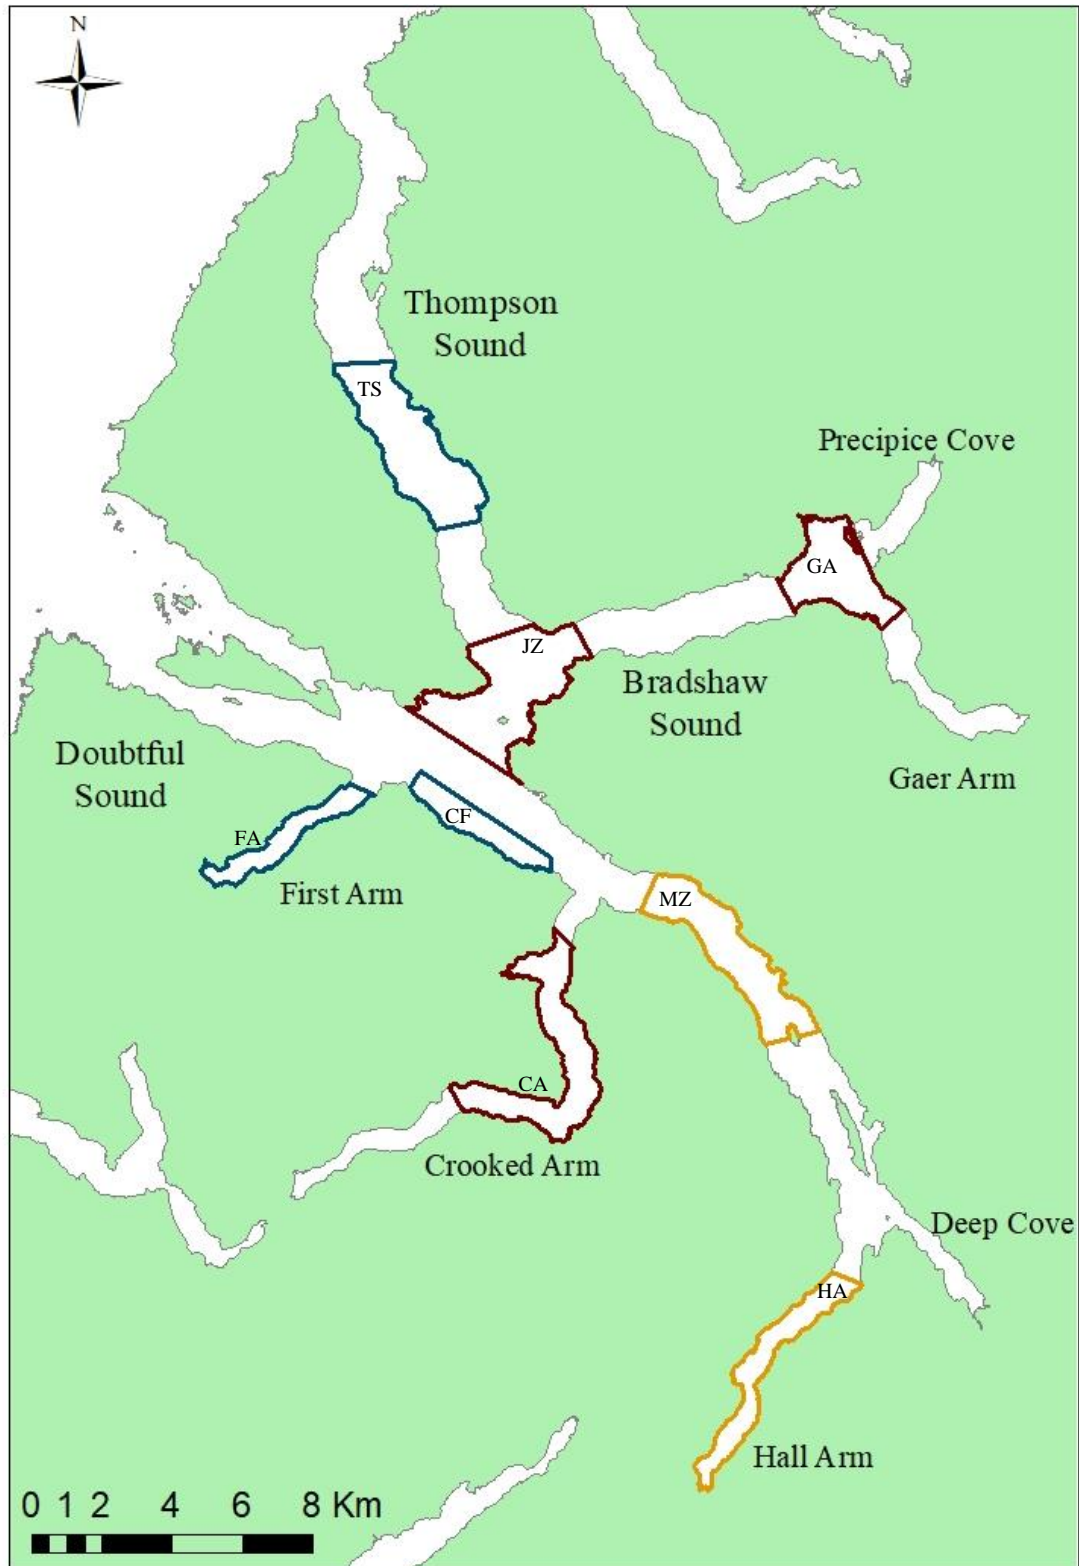 N
Thompson
Sound
TS
Precipice Cove
GA
JZ
Bradshaw
Sound
Doubtful
Sound
Gaer Arm
CF
FA
First Arm
MZ
CA
Crooked Arm
Deep Cove
HA
Hall Arm
0 1 2 4 6 8 Km